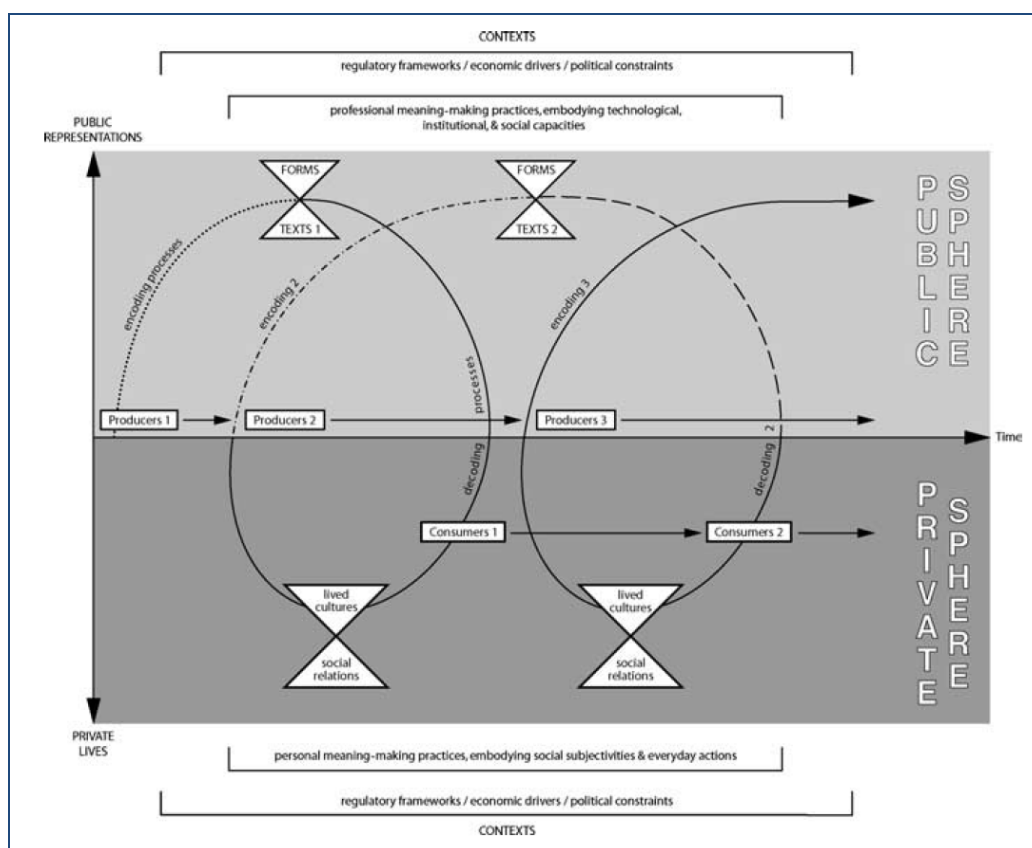 CONTEXTS
regulatory frameworks / economic drivers / political constraints
professional meaning-making practices, embodying technological,
institutional, & social capacities
PUBLIC
REPRESENTATIONS
FORMS
TEXTS 1
FORMS
TEXTS 2
PUBLIC
SPHERE
encoding processes
encoding 2
processes
encoding 3
Producers 1
Producers 2
Producers 3
Time
decoding
decoding 2
Consumers 1
Consumers 2
PRIVATE
SPHERE
lived
cultures
social
relations
lived
cultures
social
relations
PRIVATE
LIVES
personal meaning-making practices, embodying social subjectivities & everyday actions
regulatory frameworks / economic drivers / political constraints
CONTEXTS